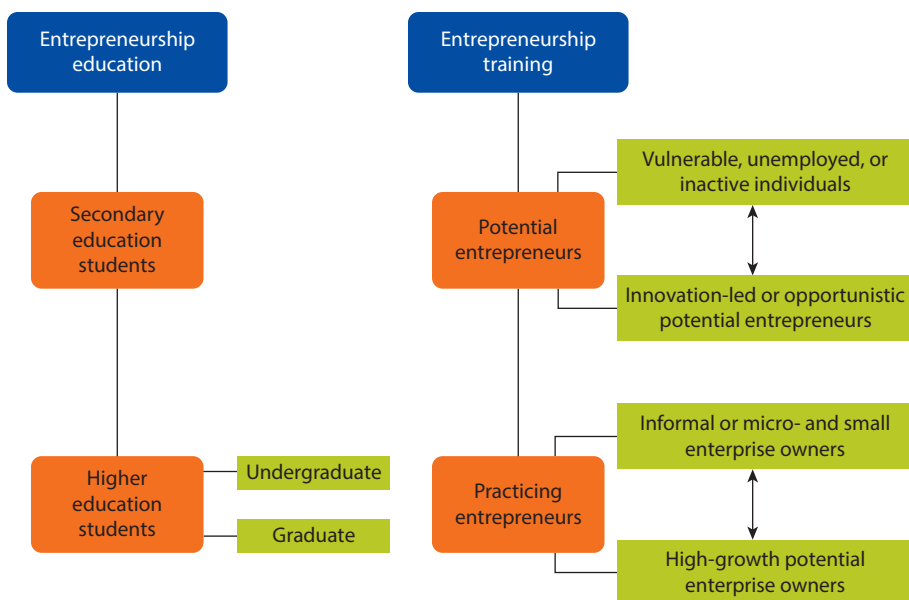 Entrepreneurship
education
Entrepreneurship
training
Vulnerable, unemployed, or
inactive individuals
Secondary
education
students
Potential
entrepreneurs
Innovation-led or opportunistic
potential entrepreneurs
Informal or micro- and small
enterprise owners
Higher
education
students
Undergraduate
Graduate
Practicing
entrepreneurs
High-growth potential
enterprise owners